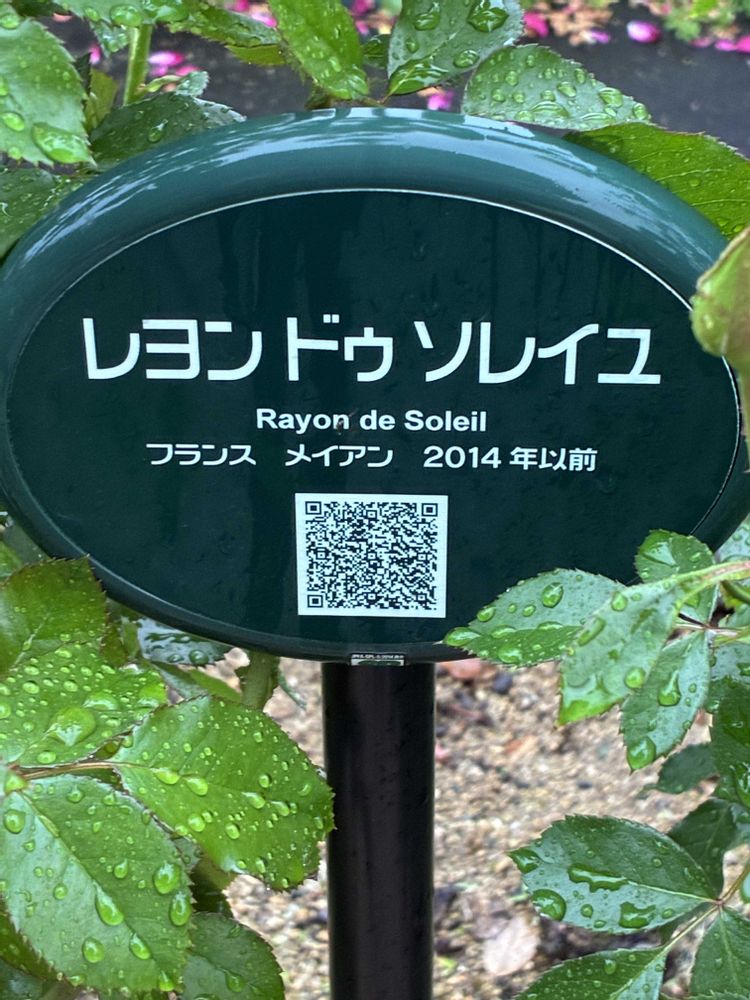 レヨン ドゥ ソレイユ
Rayon de Soleil
フランス　メイアン　2014 年以前